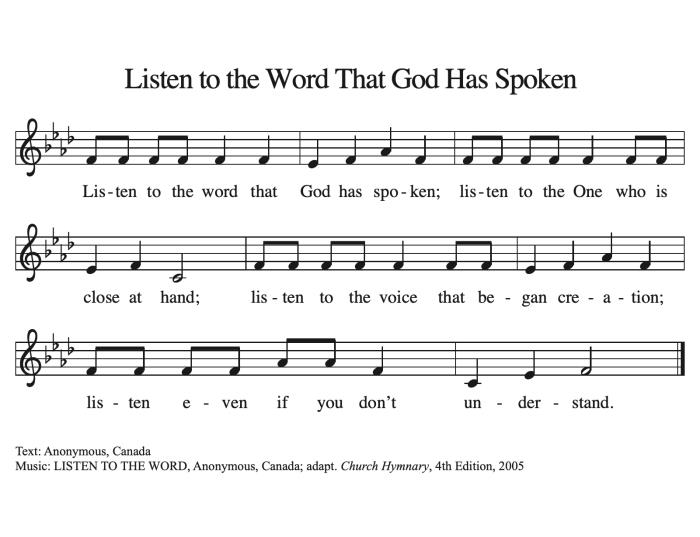 Listen to the Word That God Has Spoken
Lis-ten to the word that God has spo-ken; lis-ten to the One who is
close at hand; lis-ten to the voice that be-gan cre-a-tion;
lis-ten e-ven if you don't un-der-stand.
Text: Anonymous, Canada
Music: LISTEN TO THE WORD, Anonymous, Canada; adapt. Church Hymnary, 4th Edition, 2005